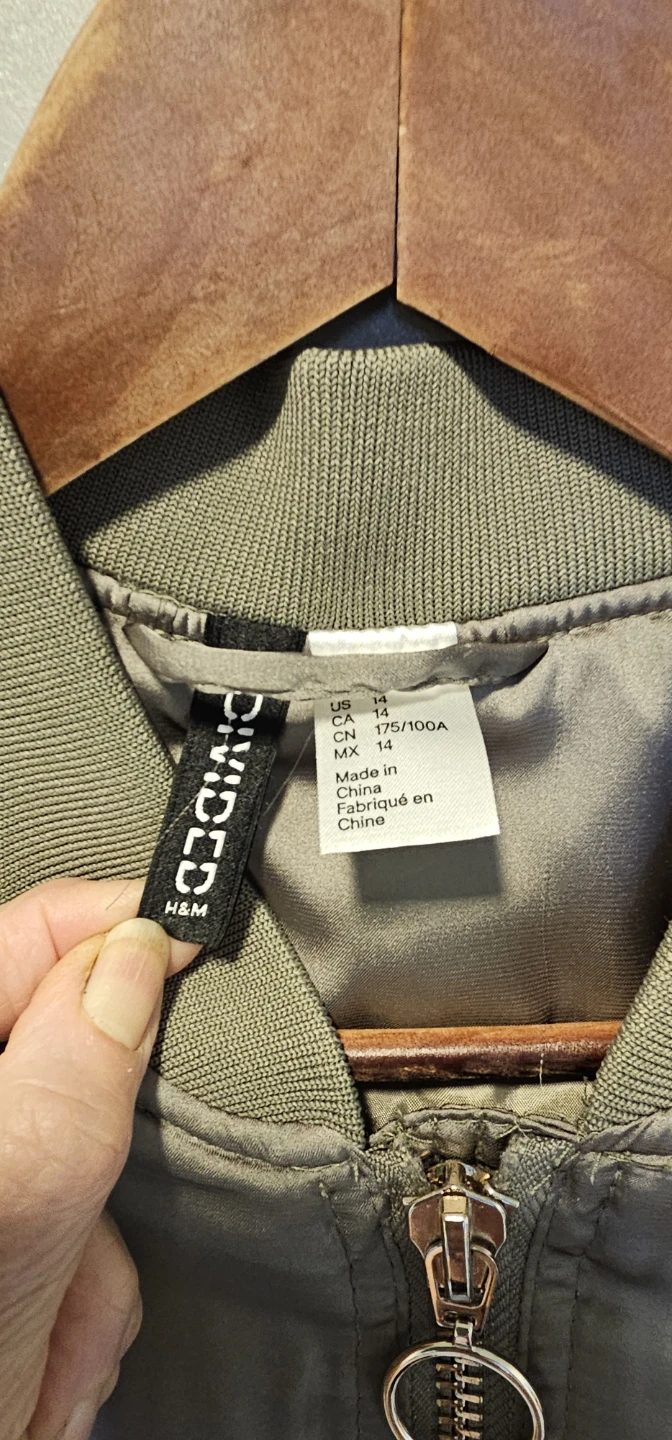 DIVIDED
H&M
US 14
CA 14
CN 175/100A
MX 14
Made in
China
Fabriqué en
Chine